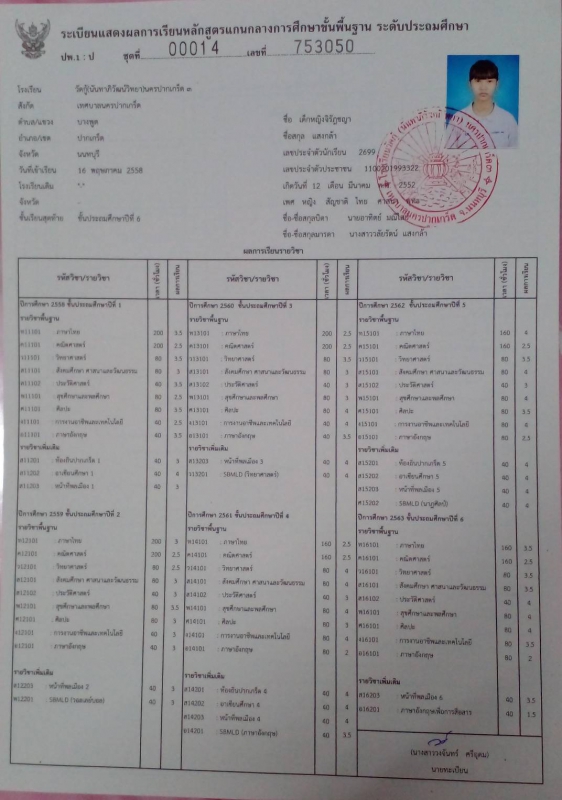 ระเบียนแสดงผลการเรียนหลักสูตรแกนกลางการศึกษาขั้นพื้นฐาน ระดับประถมศึกษา
ปพ.1 : ป ชุดที่ 00014 เลขที่ 753050
โรงเรียน วัดกู้(นันทาภิวัฒน์วิทยา)นครปากเกร็ด ๓
สังกัด เทศบาลนครปากเกร็ด
ตำบล/แขวง บางพูด
อำเภอ/เขต ปากเกร็ด
จังหวัด นนทบุรี
วันที่เข้าเรียน 16 พฤษภาคม 2558
โรงเรียนเดิม "-"
จังหวัด -
ชั้นเรียนสุดท้าย ชั้นประถมศึกษาปีที่ 6
ชื่อ เด็กหญิงจิรัฎชญา
ชื่อสกุล แสงกล้า
เลขประจำตัวนักเรียน 2699
เลขประจำตัวประชาชน
เกิดวันที่ 12 เดือน มีนาคม 2552
เพศ หญิง สัญชาติ ไทย
ชื่อ-ชื่อสกุลบิดา นายอาทิตย์
ชื่อ-ชื่อสกุลมารดา นางสาววลัยรัตน์ แสงกล้า
ผลการเรียนรายวิชา
รหัสวิชา/รายวิชา เวลา (ชั่วโมง) ผลการเรียน
ปีการศึกษา 2558 ชั้นประถมศึกษาปีที่ 1
รายวิชาพื้นฐาน
ท11101 : ภาษาไทย 200 3.5
ค11101 : คณิตศาสตร์ 200 3
ว11101 : วิทยาศาสตร์ 80 3.5
ส11101 : สังคมศึกษา ศาสนาและวัฒนธรรม 80 3
ส11102 : ประวัติศาสตร์ 40 3
พ11101 : สุขศึกษาและพลศึกษา 80 2.5
ศ11101 : ศิลปะ 80 3.5
ง11101 : การงานอาชีพและเทคโนโลยี 40 2.5
อ11101 : ภาษาอังกฤษ 40 3.5
รายวิชาเพิ่มเติม
ส11201 : ท้องถิ่นปากเกร็ด 1 40 3
ส11202 : อาเซียนศึกษา 1 40 4
ส11203 : หน้าที่พลเมือง 1 40 3
ปีการศึกษา 2559 ชั้นประถมศึกษาปีที่ 2
รายวิชาพื้นฐาน
ท12101 : ภาษาไทย 200 3
ค12101 : คณิตศาสตร์ 200 2.5
ว12101 : วิทยาศาสตร์ 80 2.5
ส12101 : สังคมศึกษา ศาสนาและวัฒนธรรม 80 3
ส12102 : ประวัติศาสตร์ 40 3
พ12101 : สุขศึกษาและพลศึกษา 80 3.5
ศ12101 : ศิลปะ 60 3
ง12101 : การงานอาชีพและเทคโนโลยี 60 3
อ12101 : ภาษาอังกฤษ 40 3
รายวิชาเพิ่มเติม
ส12203 : หน้าที่พลเมือง 2 40 3
พ12201 : SBMLD 40 3
รหัสวิชา/รายวิชา เวลา (ชั่วโมง) ผลการเรียน
ปีการศึกษา 2560 ชั้นประถมศึกษาปีที่ 3
รายวิชาพื้นฐาน
ท13101 : ภาษาไทย 200 2.5
ค13101 : คณิตศาสตร์ 200 2.5
ว13101 : วิทยาศาสตร์ 80 3.5
ส13101 : สังคมศึกษา ศาสนาและวัฒนธรรม 80 3
ส13102 : ประวัติศาสตร์ 40 3
พ13101 : สุขศึกษาและพลศึกษา 80 3
ศ13101 : ศิลปะ 80 4
ง13101 : การงานอาชีพและเทคโนโลยี 40 4
อ13101 : ภาษาอังกฤษ 40 3.5
รายวิชาเพิ่มเติม
ส13203 : หน้าที่พลเมือง 3 40 4
ว13201 : SBMLD (วิทยาศาสตร์) 40 4
ปีการศึกษา 2561 ชั้นประถมศึกษาปีที่ 4
รายวิชาพื้นฐาน
ท14101 : ภาษาไทย 160 2.5
ค14101 : คณิตศาสตร์ 160 2.5
ว14101 : วิทยาศาสตร์ 80 4
ส14101 : สังคมศึกษา ศาสนาและวัฒนธรรม 80 4
ส14102 : ประวัติศาสตร์ 40 3
พ14101 : สุขศึกษาและพลศึกษา 80 4
ศ14101 : ศิลปะ 80 4
ง14101 : การงานอาชีพและเทคโนโลยี 80 4
อ14101 : ภาษาอังกฤษ 80 2
รายวิชาเพิ่มเติม
ส14201 : ท้องถิ่นปากเกร็ด 4 40 4
ส14202 : อาเซียนศึกษา 4 40 4
ส14203 : หน้าที่พลเมือง 4 40 4
อ14201 : SBMLD (ภาษาอังกฤษ) 40 3.5
รหัสวิชา/รายวิชา เวลา (ชั่วโมง) ผลการเรียน
ปีการศึกษา 2562 ชั้นประถมศึกษาปีที่ 5
รายวิชาพื้นฐาน
ท15101 : ภาษาไทย 160 4
ค15101 : คณิตศาสตร์ 160 2.5
ว15101 : วิทยาศาสตร์ 80 3.5
ส15101 : สังคมศึกษา ศาสนาและวัฒนธรรม 80 4
ส15102 : ประวัติศาสตร์ 40 3
พ15101 : สุขศึกษาและพลศึกษา 80 4
ศ15101 : ศิลปะ 80 3.5
ง15101 : การงานอาชีพและเทคโนโลยี 80 4
อ15101 : ภาษาอังกฤษ 80 2.5
รายวิชาเพิ่มเติม
ส15201 : ท้องถิ่นปากเกร็ด 5 40 4
ส15202 : อาเซียนศึกษา 5 40 4
ส15203 : หน้าที่พลเมือง 5 40 4
ศ15202 : SBMLD (นาฏศิลป์) 40 4
ปีการศึกษา 2563 ชั้นประถมศึกษาปีที่ 6
รายวิชาพื้นฐาน
ท16101 : ภาษาไทย 160 3.5
ค16101 : คณิตศาสตร์ 160 2.5
ว16101 : วิทยาศาสตร์ 80 3.5
ส16101 : สังคมศึกษา ศาสนาและวัฒนธรรม 80 3.5
ส16102 : ประวัติศาสตร์ 40 4
พ16101 : สุขศึกษาและพลศึกษา 80 4
ศ16101 : ศิลปะ 80 4
ง16101 : การงานอาชีพและเทคโนโลยี 80 3.5
อ16101 : ภาษาอังกฤษ 80 2
รายวิชาเพิ่มเติม
ส16203 : หน้าที่พลเมือง 6 40 3.5
อ16201 : ภาษาอังกฤษเพื่อการสื่อสาร 40 1.5
(นางสาววงจันทร์ ศรีอุดม)
นายทะเบียน